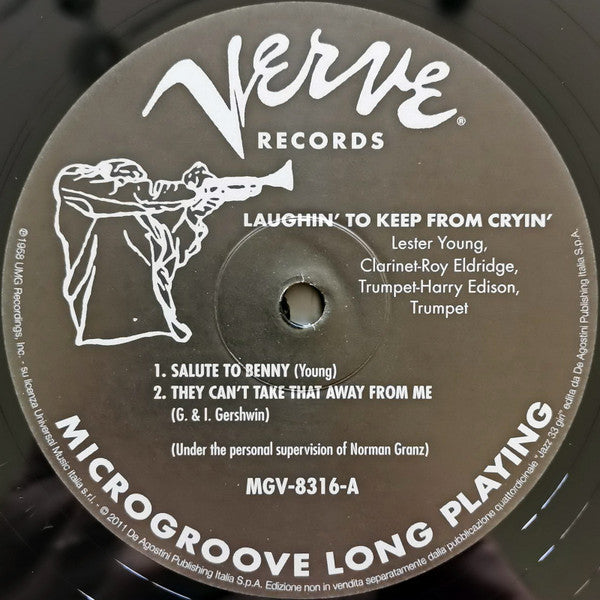 Verve®
RECORDS
LAUGHIN' TO KEEP FROM CRYIN'
Lester Young,
Clarinet-Roy Eldridge,
Trumpet-Harry Edison,
Trumpet
1. SALUTE TO BENNY (Young)
2. THEY CAN'T TAKE THAT AWAY FROM ME
(G. & I. Gershwin)
(Under the personal supervision of Norman Granz)
MGV-8316-A
MICROGROOVE LONG PLAYING
℗1958 UMG Recordings, Inc. - su licenza Universal Music Italia s.r.l. - © 2011 De Agostini Publishing Italia S.p.A. Edizione non in vendita separatamente dalla pubblicazione quattordicinale "Jazz 33 giri" edita da De Agostini Publishing Italia S.p.A.